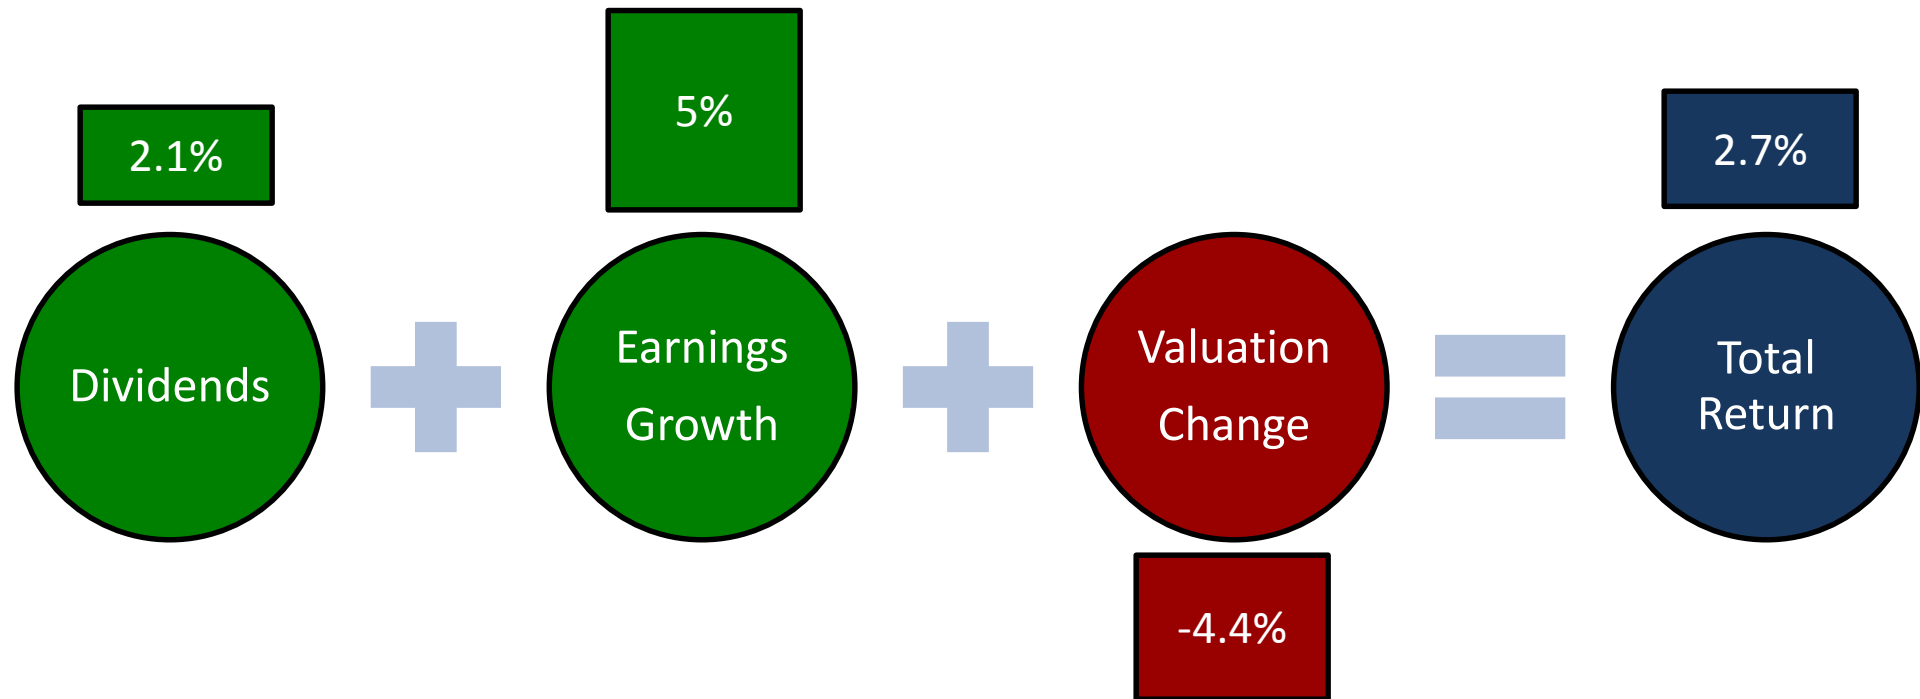 2.1%
5%
2.7%
Dividends
Earnings
Growth
Valuation
Change
Total
Return
-4.4%